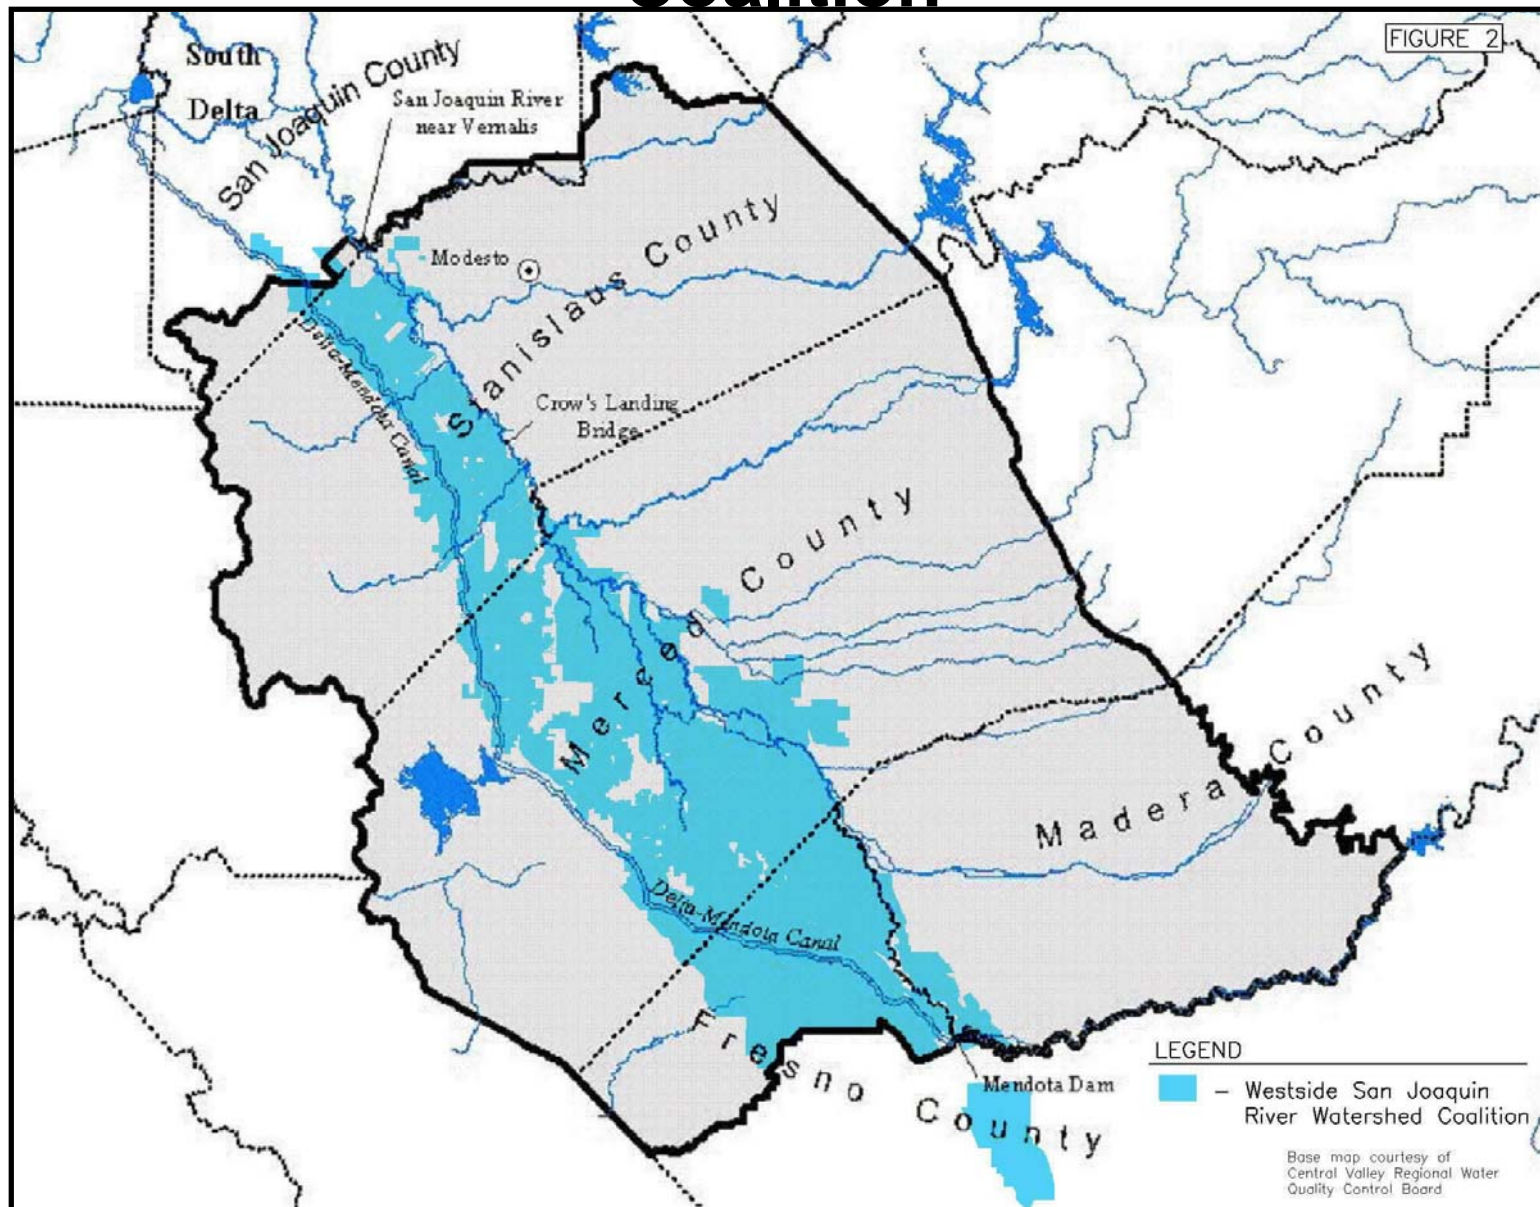 Coalition
FIGURE 2
South
Delta
San Joaquin County
San Joaquin River
near Vernalis
Modesto
Stanislaus County
Delta-Mendota Canal
Crow's Landing
Bridge
Merced County
Madera County
Delta-Mendota Canal
Fresno County
Mendota Dam
LEGEND
– Westside San Joaquin
River Watershed Coalition
Base map courtesy of
Central Valley Regional Water
Quality Control Board